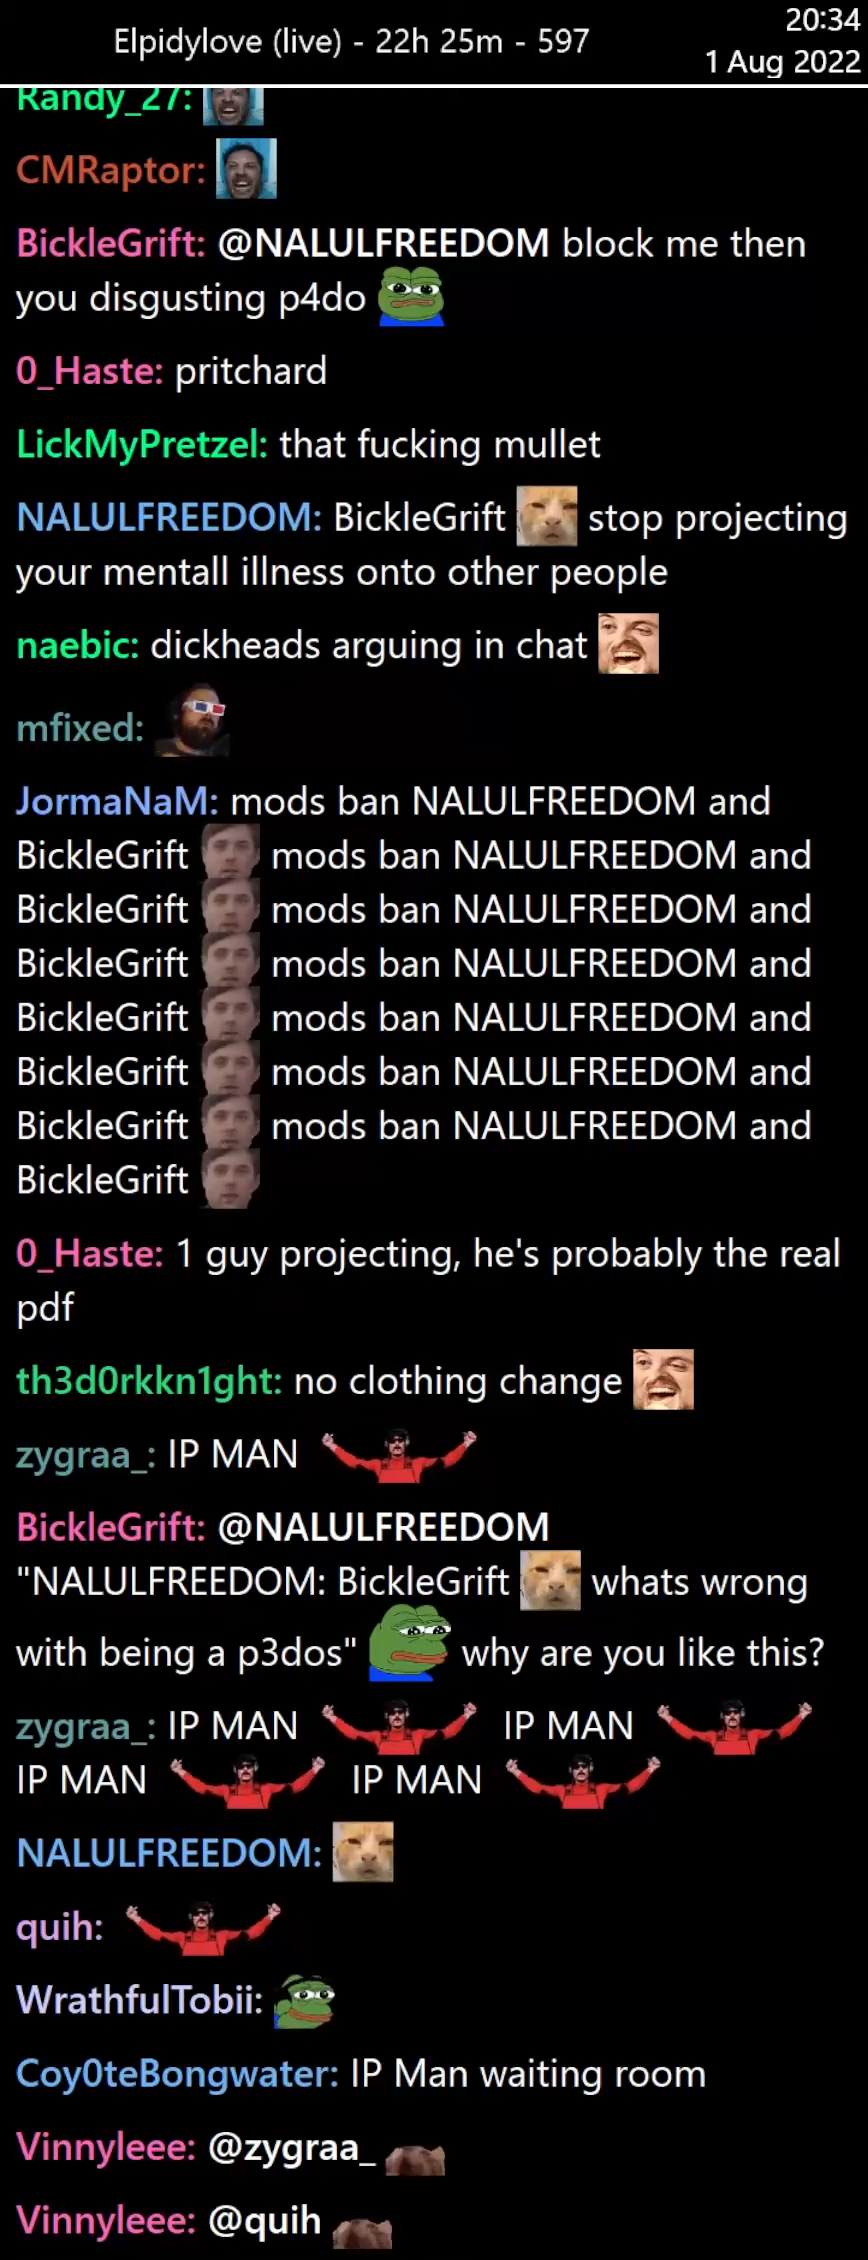 20:34
Elpidylove (live) - 22h 25m - 597
1 Aug 2022
Randy_27:
CMRaptor:
BickleGrift: @NALULFREEDOM block me then
you disgusting p4do
0_Haste: pritchard
LickMyPretzel: that fucking mullet
NALULFREEDOM: BickleGrift stop projecting
your mentall illness onto other people
naebic: dickheads arguing in chat
mfixed:
JormaNaM: mods ban NALULFREEDOM and
BickleGrift mods ban NALULFREEDOM and
BickleGrift mods ban NALULFREEDOM and
BickleGrift mods ban NALULFREEDOM and
BickleGrift mods ban NALULFREEDOM and
BickleGrift mods ban NALULFREEDOM and
BickleGrift mods ban NALULFREEDOM and
BickleGrift
0_Haste: 1 guy projecting, he's probably the real
pdf
th3d0rkkn1ght: no clothing change
zygraa_: IP MAN
BickleGrift: @NALULFREEDOM
"NALULFREEDOM: BickleGrift whats wrong
with being a p3dos" why are you like this?
zygraa_: IP MAN IP MAN
IP MAN IP MAN
NALULFREEDOM:
quih:
WrathfulTobii:
Coy0teBongwater: IP Man waiting room
Vinnyleee: @zygraa_
Vinnyleee: @quih